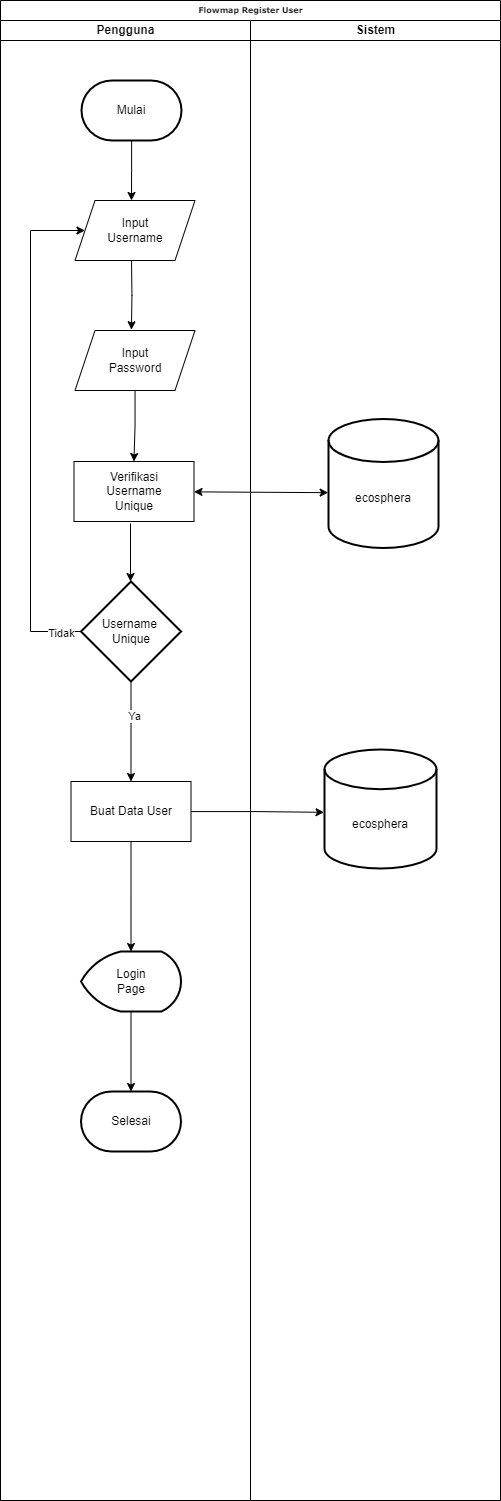 Flowmap Register User
Pengguna
Sistem
Mulai
Input
Username
Input
Password
Verifikasi
Username
Unique
ecosphera
Username
Unique
Tidak
Ya
Buat Data User
ecosphera
Login
Page
Selesai